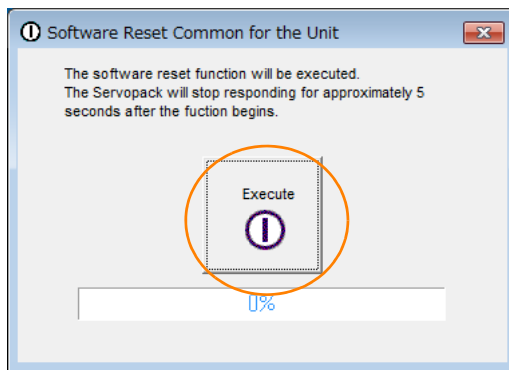 Software Reset Common for the Unit
The software reset function will be executed.
The Servopack will stop responding for approximately 5
seconds after the fuction begins.
Execute
0%